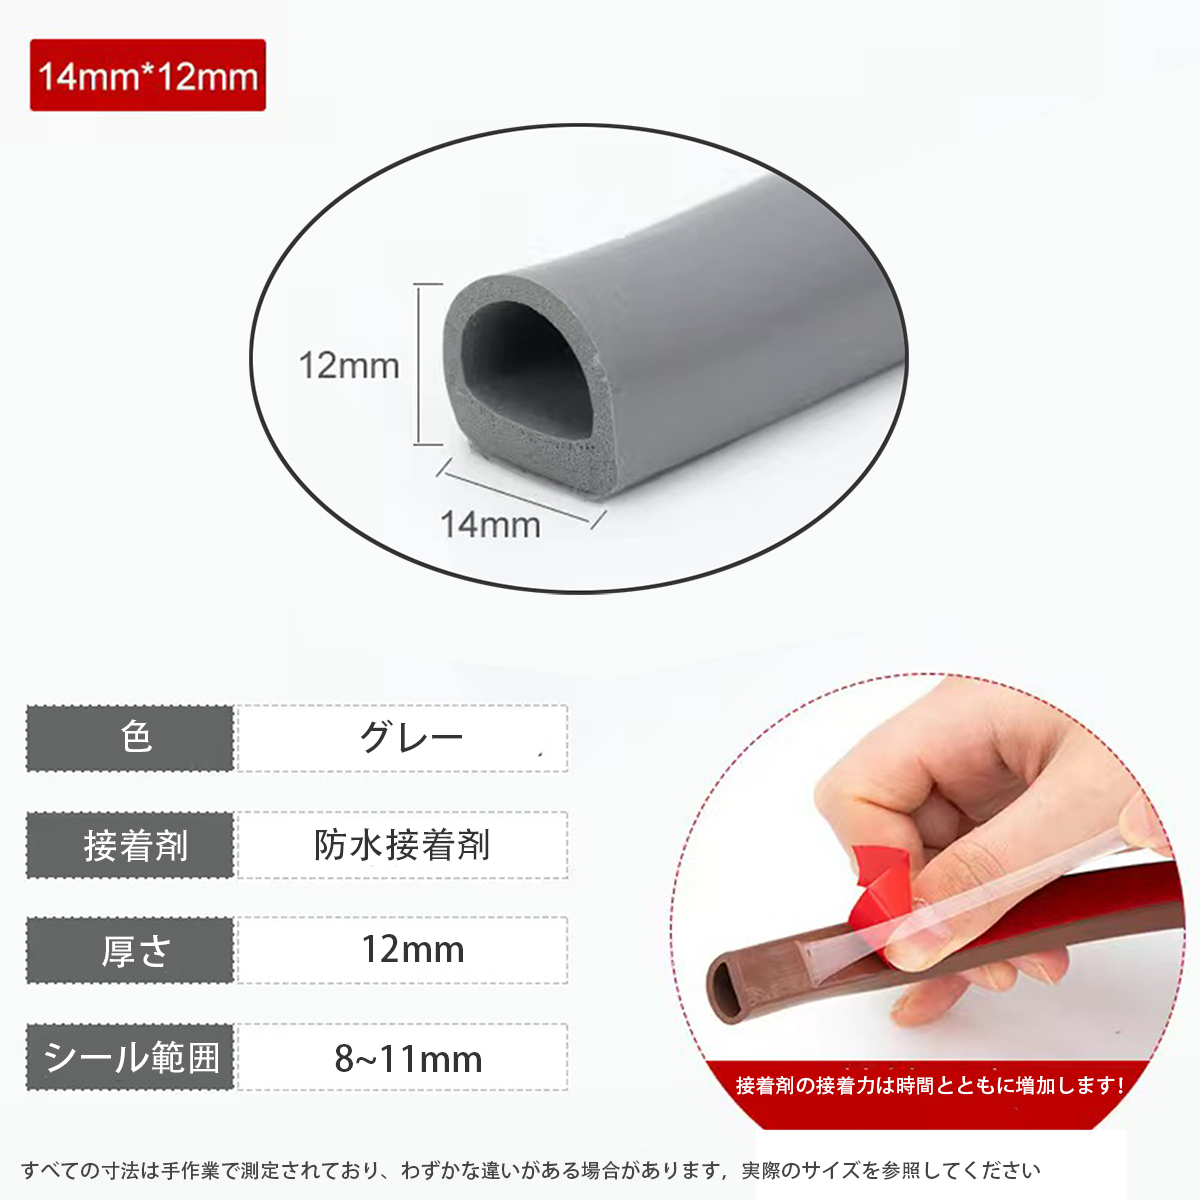 14mm*12mm
12mm
14mm
色 グレー
接着剤 防水接着剤
厚さ 12mm
シール範囲 8~11mm
接着剤の接着力は時間とともに増加します!
すべての寸法は手作業で測定されており、わずかな違いがある場合があります，実際のサイズを参照してください